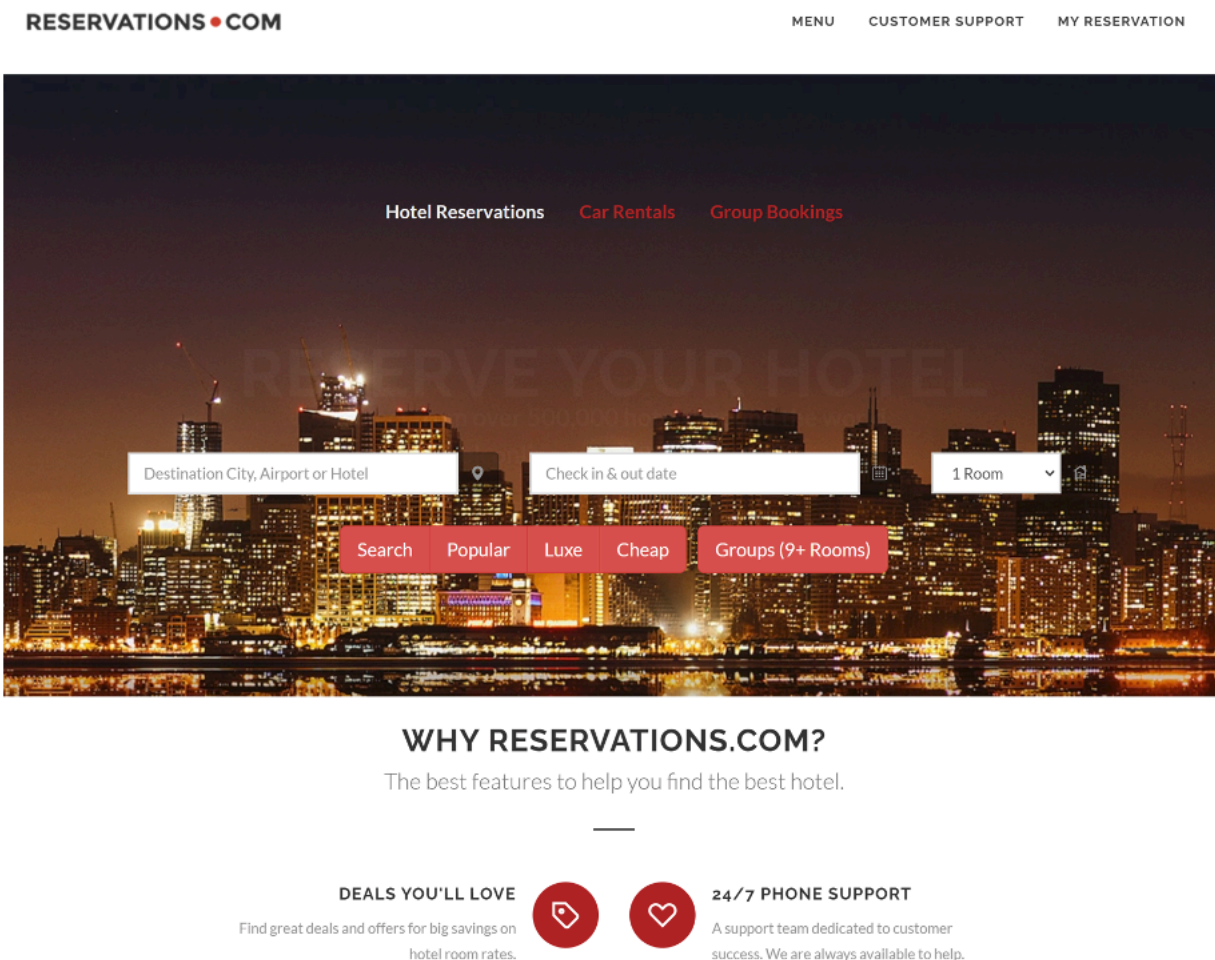 RESERVATIONS•COM
MENU CUSTOMER SUPPORT MY RESERVATION
Hotel Reservations Car Rentals Group Bookings
RESERVE YOUR HOTEL
over 500,000
Destination City, Airport or Hotel Check in & out date 1 Room
Search Popular Luxe Cheap Groups (9+ Rooms)
WHY RESERVATIONS.COM?
The best features to help you find the best hotel.
DEALS YOU'LL LOVE
Find great deals and offers for big savings on
hotel room rates.
24/7 PHONE SUPPORT
A support team dedicated to customer
success. We are always available to help.